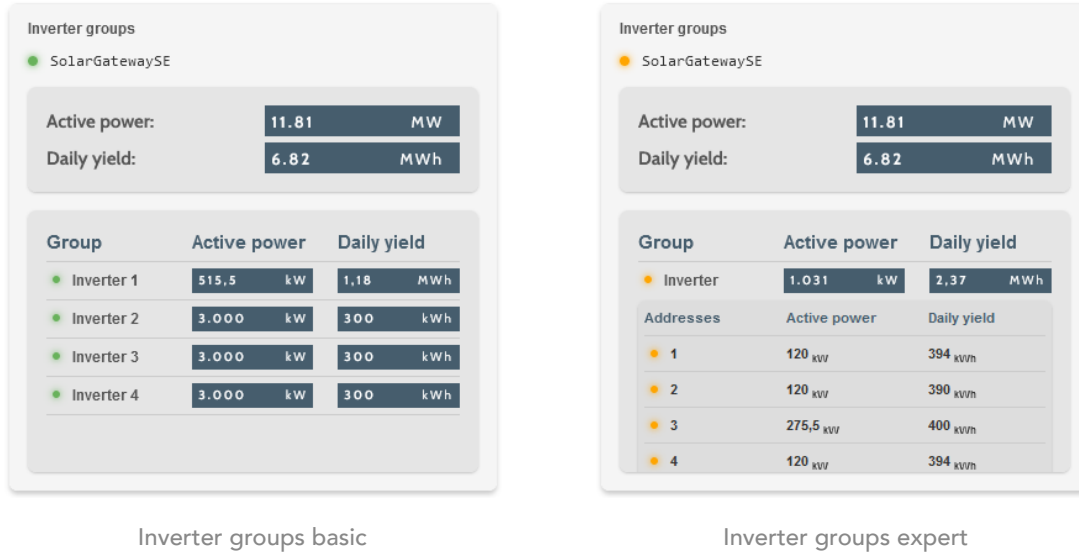 Inverter groups
SolarGatewaySE
Active power: 11.81 MW
Daily yield: 6.82 MWh
Group Active power Daily yield
Inverter 1 515,5 kW 1,18 MWh
Inverter 2 3.000 kW 300 kWh
Inverter 3 3.000 kW 300 kWh
Inverter 4 3.000 kW 300 kWh
Inverter groups basic
Inverter groups
SolarGatewaySE
Active power: 11.81 MW
Daily yield: 6.82 MWh
Group Active power Daily yield
Inverter 1.031 kW 2,37 MWh
Addresses Active power Daily yield
1 120 kW 394 kWh
2 120 kW 390 kWh
3 275,5 kW 400 kWh
4 120 kW 394 kWh
Inverter groups expert